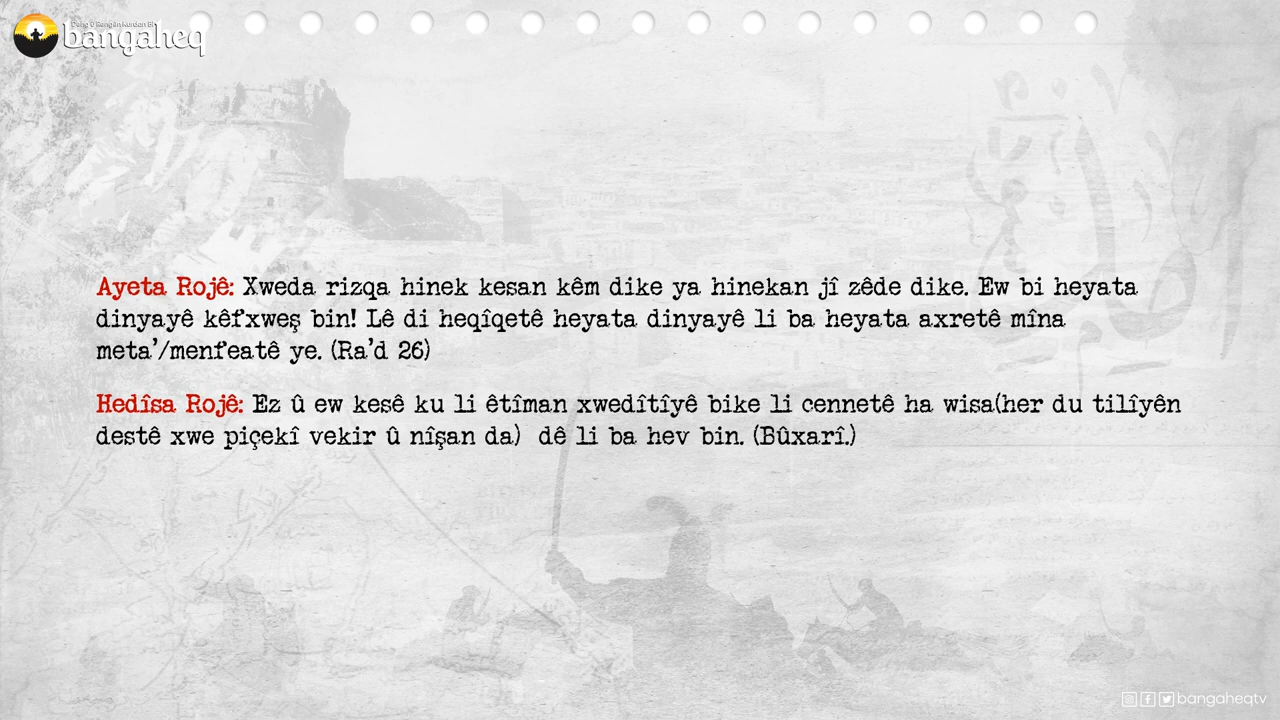 bangaheq
Ayeta Rojê: Xweda rizqa hinek kesan kêm dike ya hinekan jî zêde dike. Ew bi heyata
dinyayê kêfxweş bin! Lê di heqîqetê heyata dinyayê li ba heyata axretê mîna
meta’/menfeatê ye. (Ra’d 26)
Hedîsa Rojê: Ez û ew kesê ku li êtîman xwedîtîyê bike li cennetê ha wisa(her du tilîyên
destê xwe piçekî vekir û nîşan da)  dê li ba hev bin. (Bûxarî.)
bangaheqtv